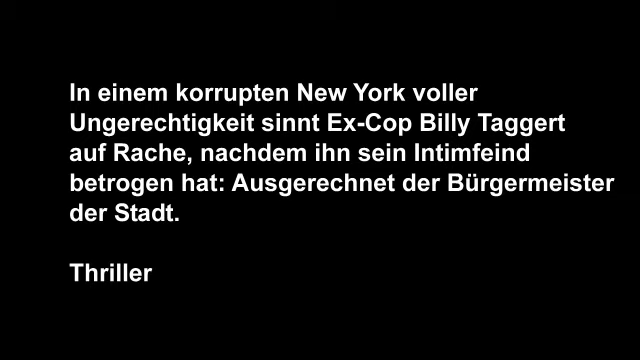 In einem korrupten New York voller
Ungerechtigkeit sinnt Ex-Cop Billy Taggert
auf Rache, nachdem ihn sein Intimfeind
betrogen hat: Ausgerechnet der Bürgermeister
der Stadt.
Thriller